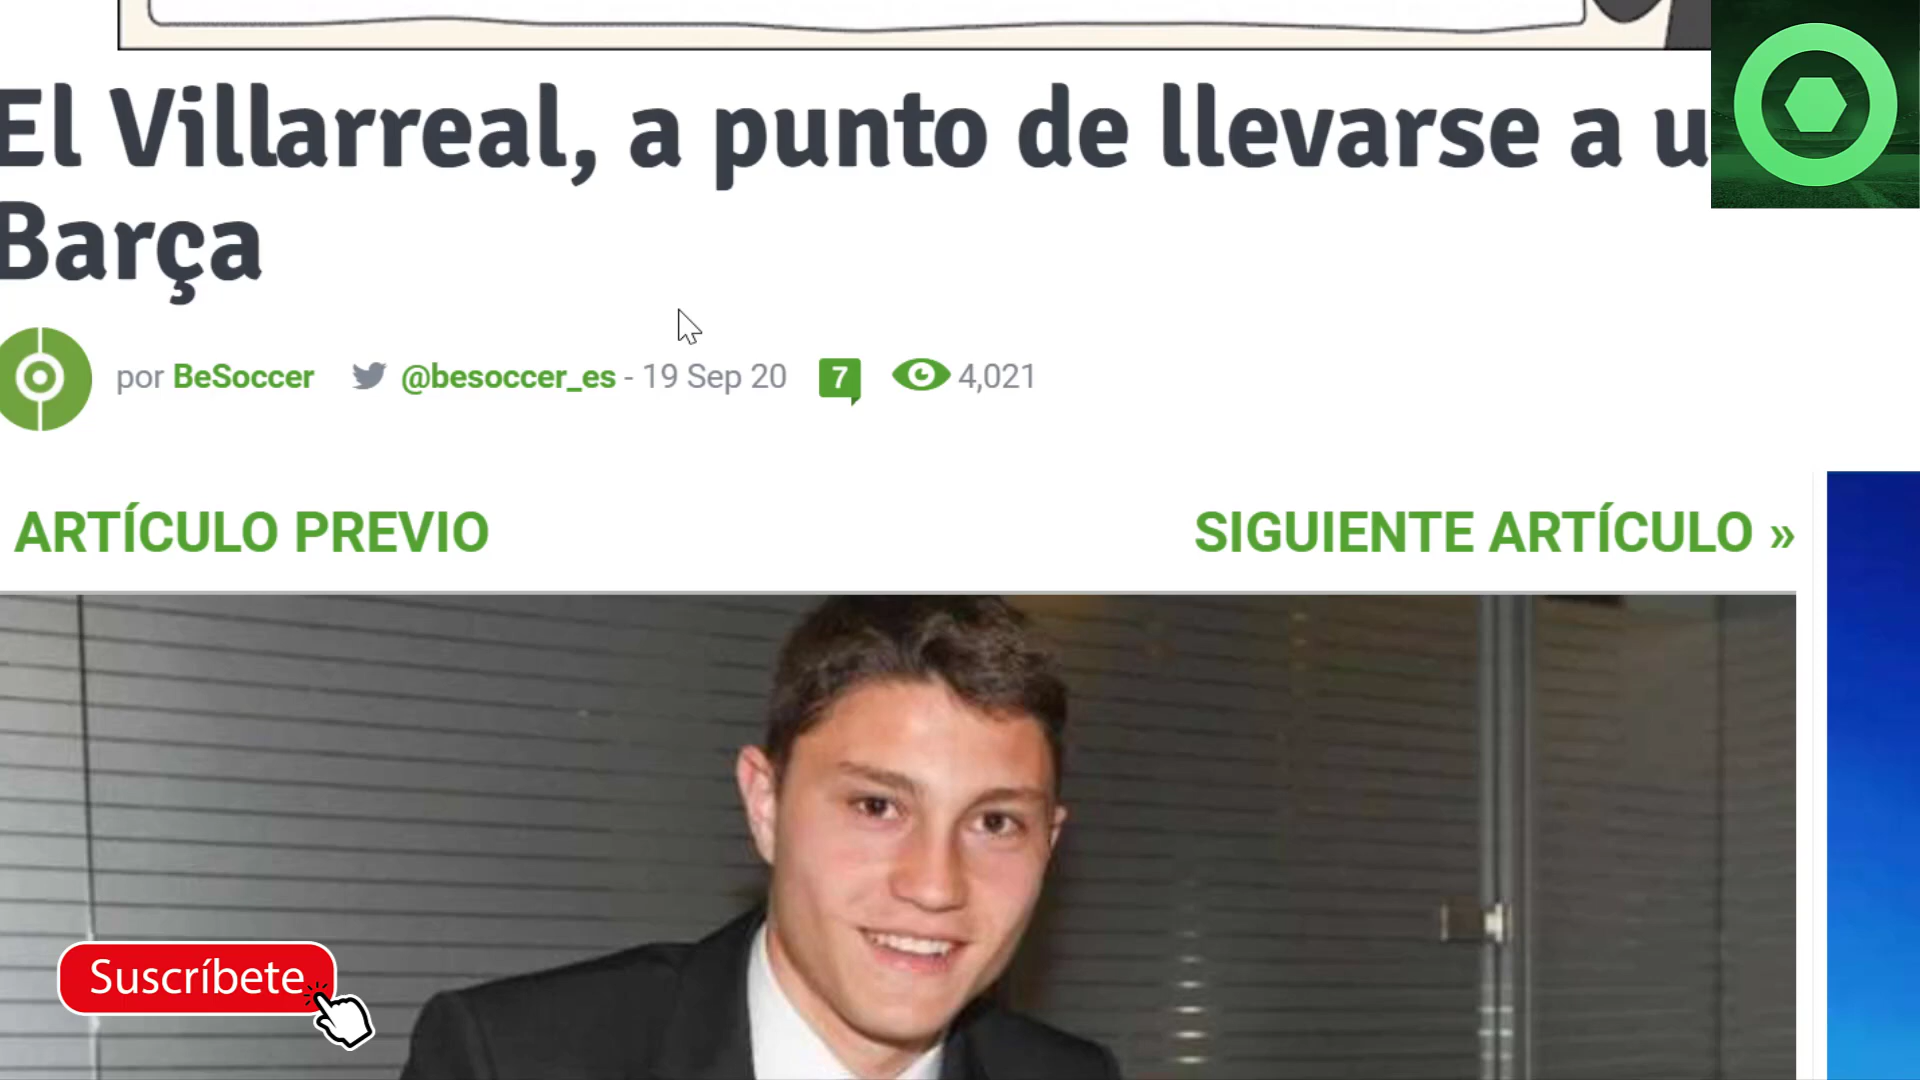 El Villarreal, a punto de llevarse a u
Barça
por BeSoccer @besoccer_es - 19 Sep 20 7 4,021
ARTÍCULO PREVIO SIGUIENTE ARTÍCULO »
Suscríbete